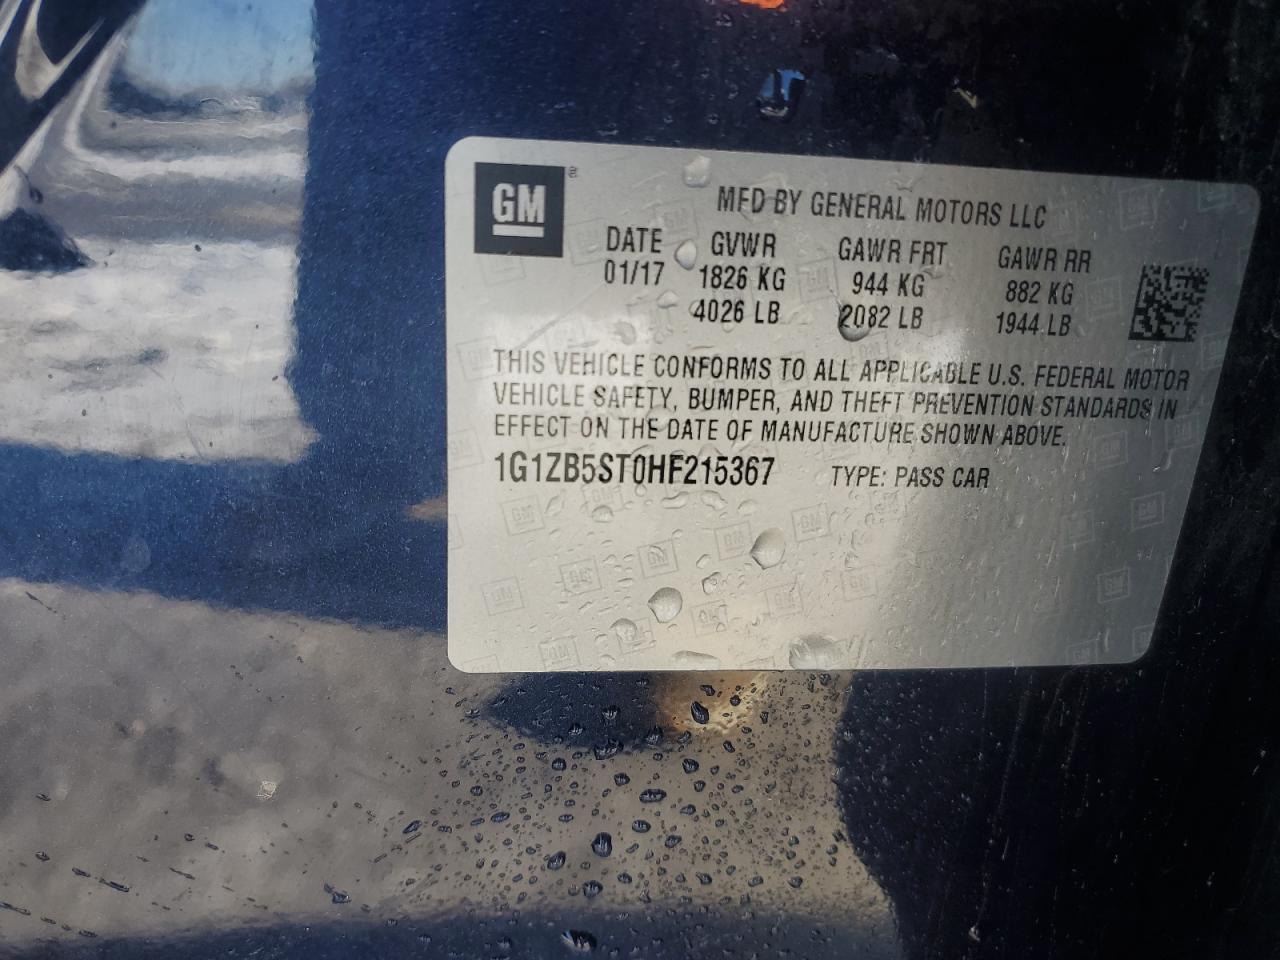 GM
MFD BY GENERAL MOTORS LLC
DATE GVWR GAWR FRT GAWR RR
01/17 1826 KG 944 KG 882 KG
4026 LB 2082 LB 1944 LB
THIS VEHICLE CONFORMS TO ALL APPLICABLE U.S. FEDERAL MOTOR
VEHICLE SAFETY, BUMPER, AND THEFT PREVENTION STANDARDS IN
EFFECT ON THE DATE OF MANUFACTURE SHOWN ABOVE.
1G1ZB5ST0HF215367 TYPE: PASS CAR